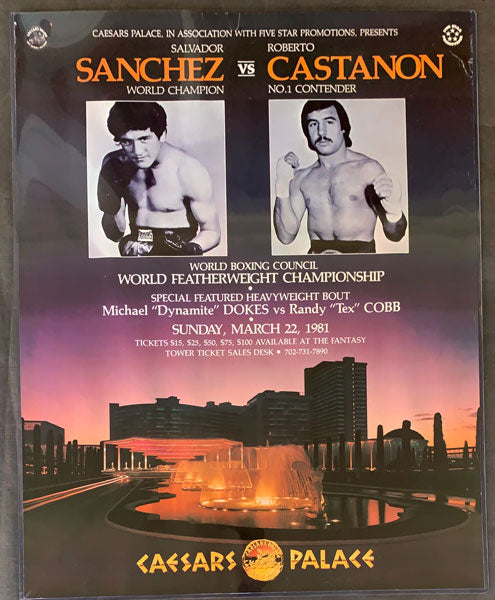 CAESARS PALACE, IN ASSOCIATION WITH FIVE STAR PROMOTIONS, PRESENTS
SALVADOR
SANCHEZ
WORLD CHAMPION
VS
ROBERTO
CASTANON
NO.1 CONTENDER
WORLD BOXING COUNCIL
WORLD FEATHERWEIGHT CHAMPIONSHIP
•
SPECIAL FEATURED HEAVYWEIGHT BOUT
Michael "Dynamite" DOKES vs Randy "Tex" COBB
•
SUNDAY, MARCH 22, 1981
TICKETS $15, $25, $50, $75, $100 AVAILABLE AT THE FANTASY
TOWER TICKET SALES DESK • 702-731-7890
CAESARS PALACE